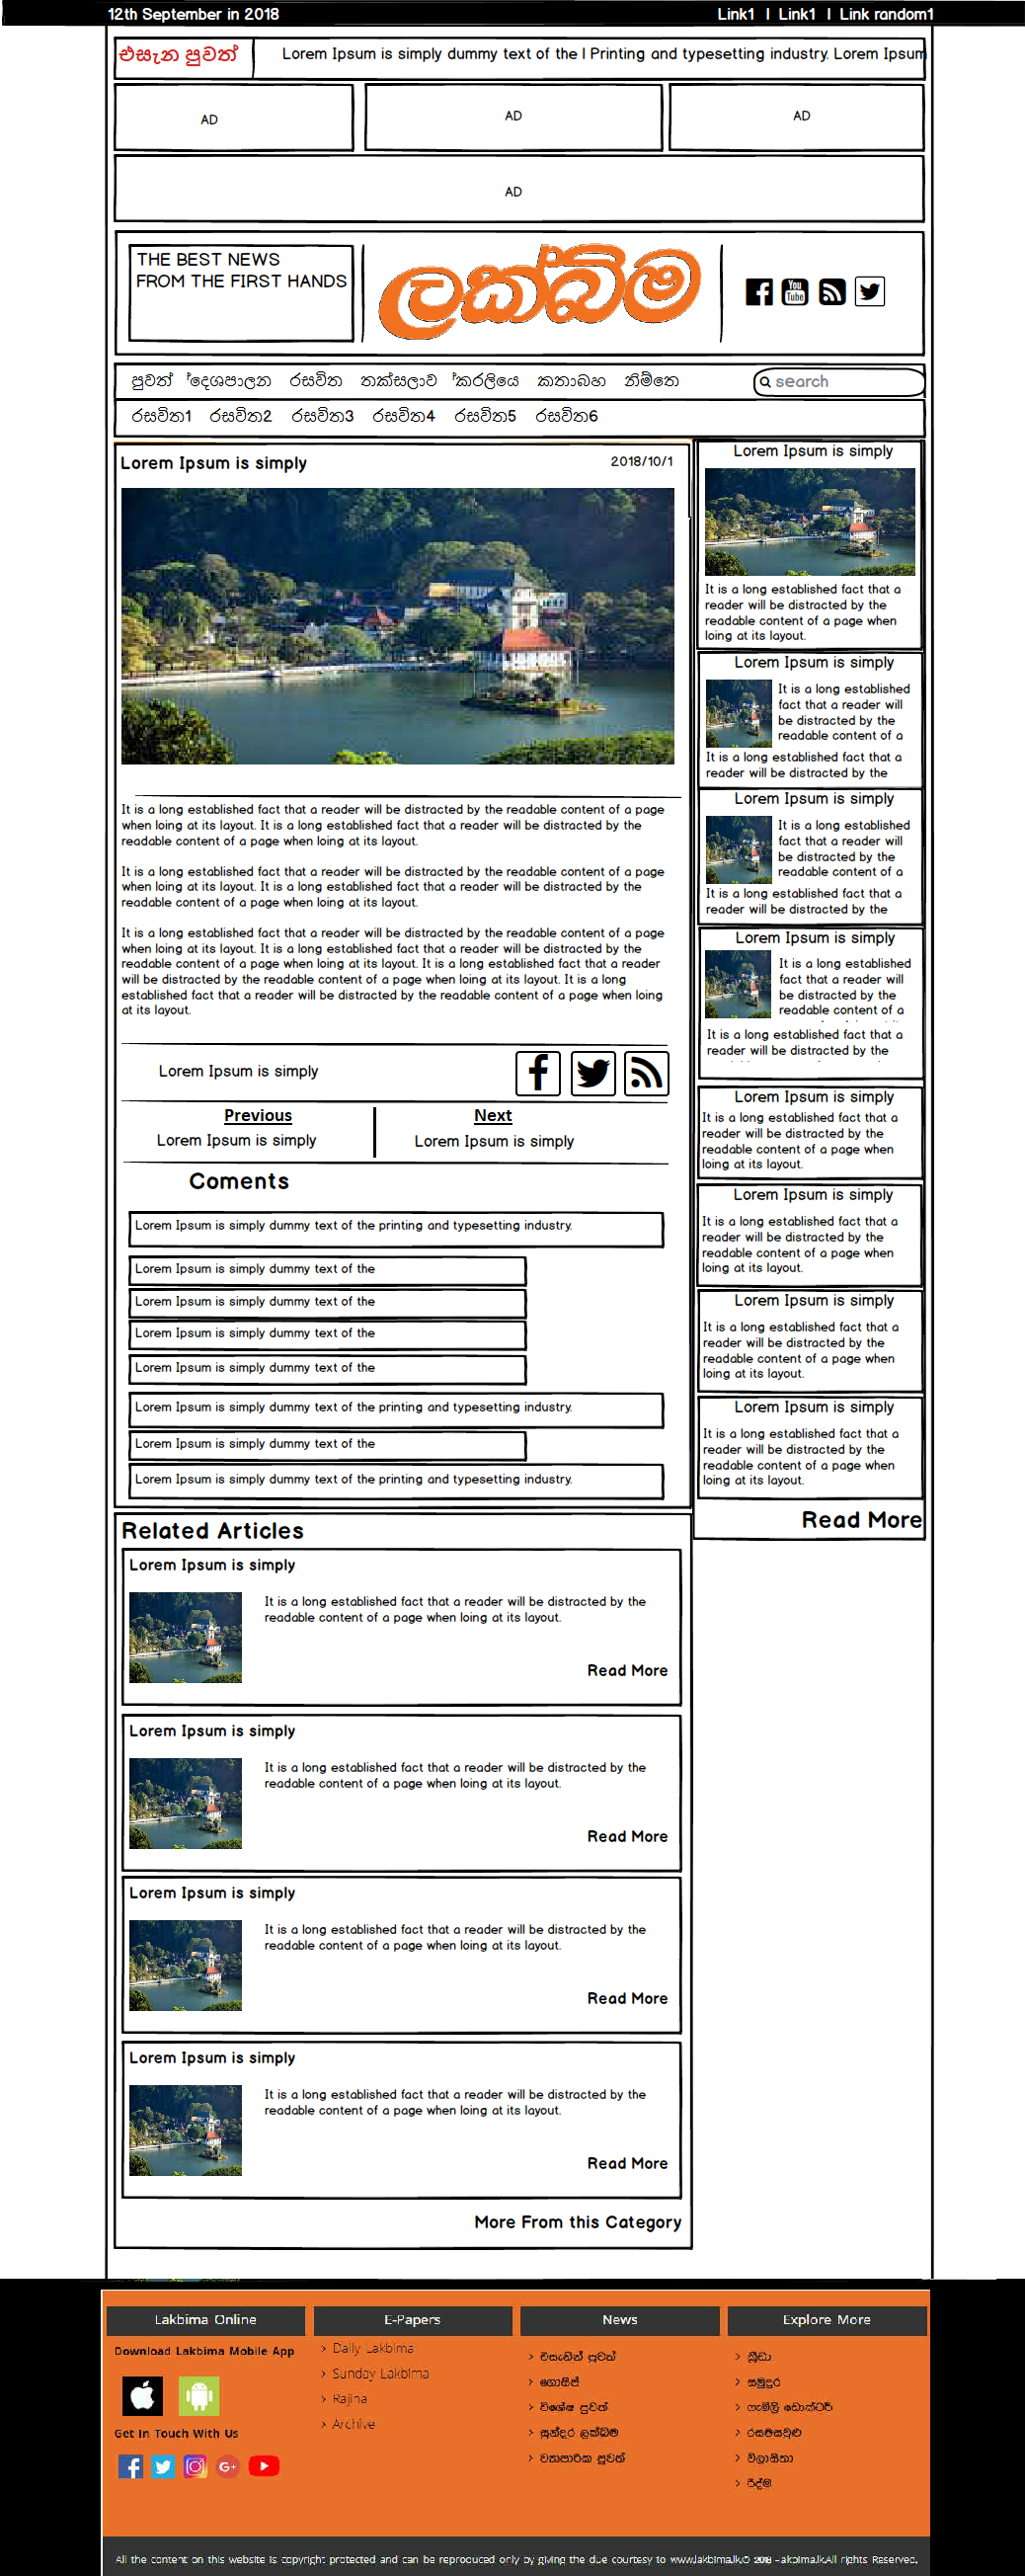 12th September in 2018
Link1 | Link1 | Link random1
එසැන පුවත්
Lorem Ipsum is simply dummy text of the | Printing and typesetting industry. Lorem Ipsum
AD
AD
AD
AD
THE BEST NEWS
FROM THE FIRST HANDS
ලක්බිම
පුවත් ේදශපාලන රසවිත තක්සලාව ේකරලියෙ කතාබහ නිම්නෙ
search
රසවිත1 රසවිත2 රසවිත3 රසවිත4 රසවිත5 රසවිත6
Lorem Ipsum is simply
2018/10/1
It is a long established fact that a reader will be distracted by the readable content of a page
when loing at its layout. It is a long established fact that a reader will be distracted by the
readable content of a page when loing at its layout.
It is a long established fact that a reader will be distracted by the readable content of a page
when loing at its layout. It is a long established fact that a reader will be distracted by the
readable content of a page when loing at its layout.
It is a long established fact that a reader will be distracted by the readable content of a page
when loing at its layout. It is a long established fact that a reader will be distracted by the
readable content of a page when loing at its layout. It is a long established fact that a reader
will be distracted by the readable content of a page when loing at its layout. It is a long
established fact that a reader will be distracted by the readable content of a page when loing
at its layout.
Lorem Ipsum is simply
Previous
Lorem Ipsum is simply
Next
Lorem Ipsum is simply
Coments
Lorem Ipsum is simply dummy text of the printing and typesetting industry.
Lorem Ipsum is simply dummy text of the
Lorem Ipsum is simply dummy text of the
Lorem Ipsum is simply dummy text of the
Lorem Ipsum is simply dummy text of the
Lorem Ipsum is simply dummy text of the printing and typesetting industry.
Lorem Ipsum is simply dummy text of the
Lorem Ipsum is simply dummy text of the printing and typesetting industry.
Lorem Ipsum is simply
It is a long established fact that a
reader will be distracted by the
readable content of a page when
loing at its layout.
Lorem Ipsum is simply
It is a long established
fact that a reader will
be distracted by the
readable content of a
It is a long established fact that a
reader will be distracted by the
Lorem Ipsum is simply
It is a long established
fact that a reader will
be distracted by the
readable content of a
It is a long established fact that a
reader will be distracted by the
Lorem Ipsum is simply
It is a long established
fact that a reader will
be distracted by the
readable content of a
It is a long established fact that a
reader will be distracted by the
Lorem Ipsum is simply
It is a long established fact that a
reader will be distracted by the
readable content of a page when
loing at its layout.
Lorem Ipsum is simply
It is a long established fact that a
reader will be distracted by the
readable content of a page when
loing at its layout.
Lorem Ipsum is simply
It is a long established fact that a
reader will be distracted by the
readable content of a page when
loing at its layout.
Lorem Ipsum is simply
It is a long established fact that a
reader will be distracted by the
readable content of a page when
loing at its layout.
Read More
Related Articles
Lorem Ipsum is simply
It is a long established fact that a reader will be distracted by the
readable content of a page when loing at its layout.
Read More
Lorem Ipsum is simply
It is a long established fact that a reader will be distracted by the
readable content of a page when loing at its layout.
Read More
Lorem Ipsum is simply
It is a long established fact that a reader will be distracted by the
readable content of a page when loing at its layout.
Read More
Lorem Ipsum is simply
It is a long established fact that a reader will be distracted by the
readable content of a page when loing at its layout.
Read More
More From this Category
Lakbima Online
Download Lakbima Mobile App
Get In Touch With Us
E-Papers
> Daily Lakbima
> Sunday Lakbima
> Rajina
> Archive
News
> එසැනින් පුවත්
> ගොසිප්
> විශේෂ පුවත්
> සුන්දර ලක්බිම
> ව්‍යාපාරික පුවත්
Explore More
> ක්‍රීඩා
> සමුදුර
> ෆැමිලි ඩොක්ටර්
> රසමසවුළු
> විලාසිතා
> රිද්ම
All the content on this website is copyright protected and can be reproduced only by giving the due courtesy to www.lakbima.lk.© 2018 All rights Reserved.